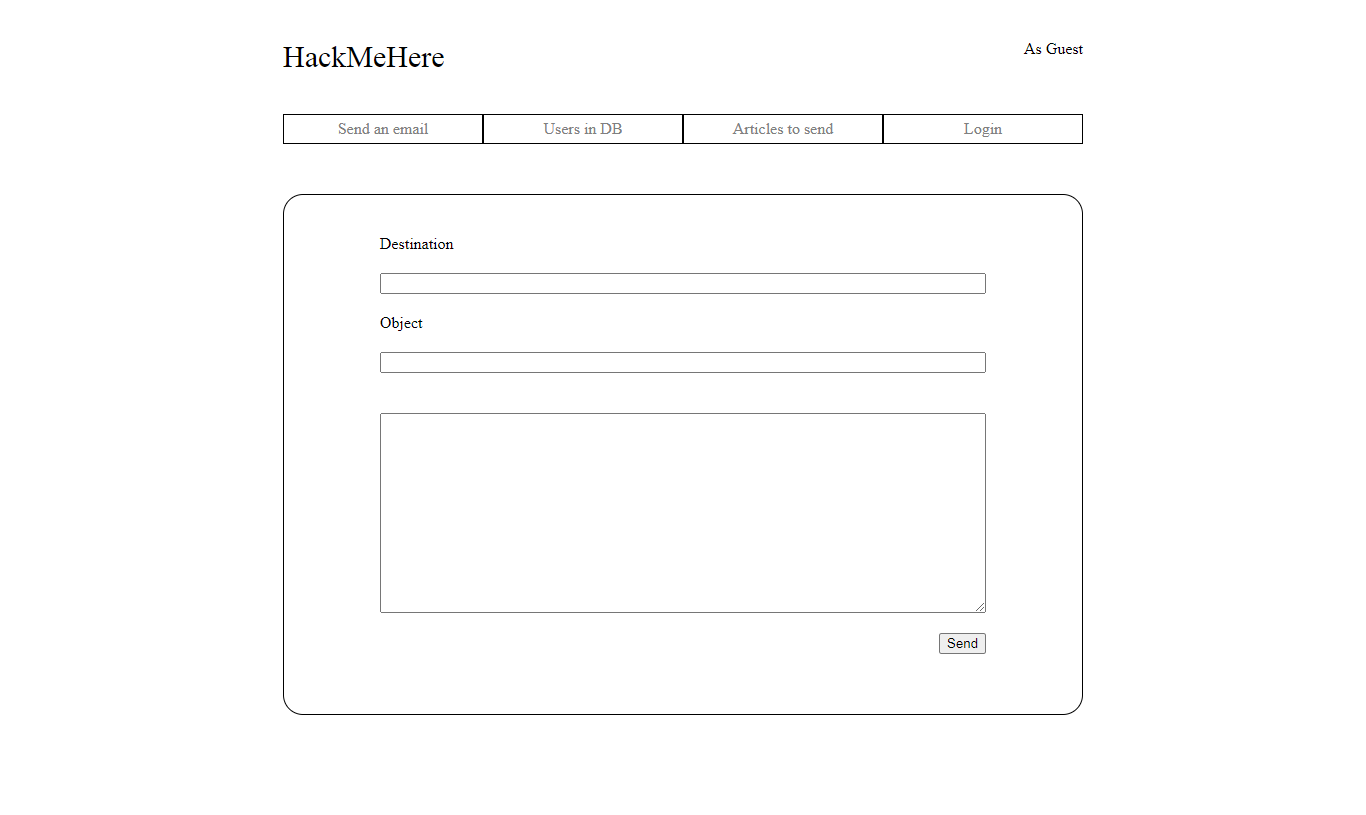 HackMeHere
As Guest
Send an email
Users in DB
Articles to send
Login
Destination
Object
Send